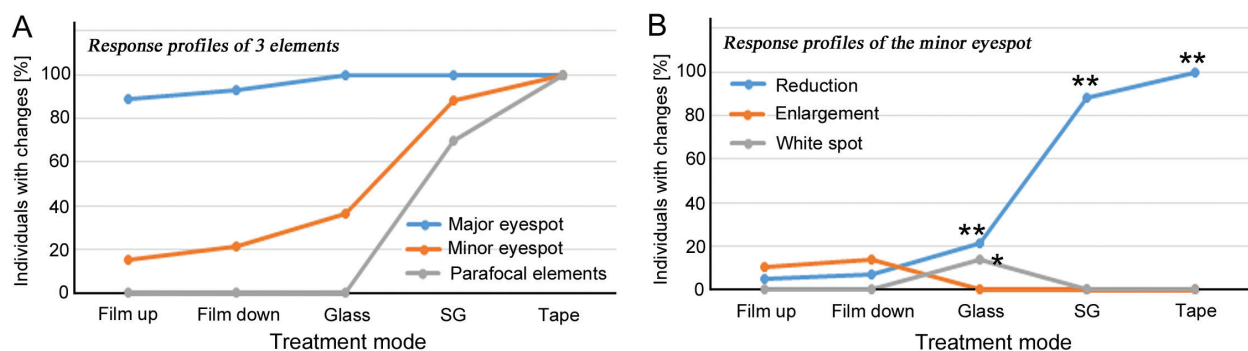 A
Response profiles of 3 elements
Individuals with changes [%]
100
80
60
40
20
0
Major eyespot
Minor eyespot
Parafocal elements
Film up
Film down
Glass
SG
Tape
Treatment mode
B
Response profiles of the minor eyespot
Individuals with changes [%]
100
80
60
40
20
0
Reduction
Enlargement
White spot
**
*
**
**
Film up
Film down
Glass
SG
Tape
Treatment mode